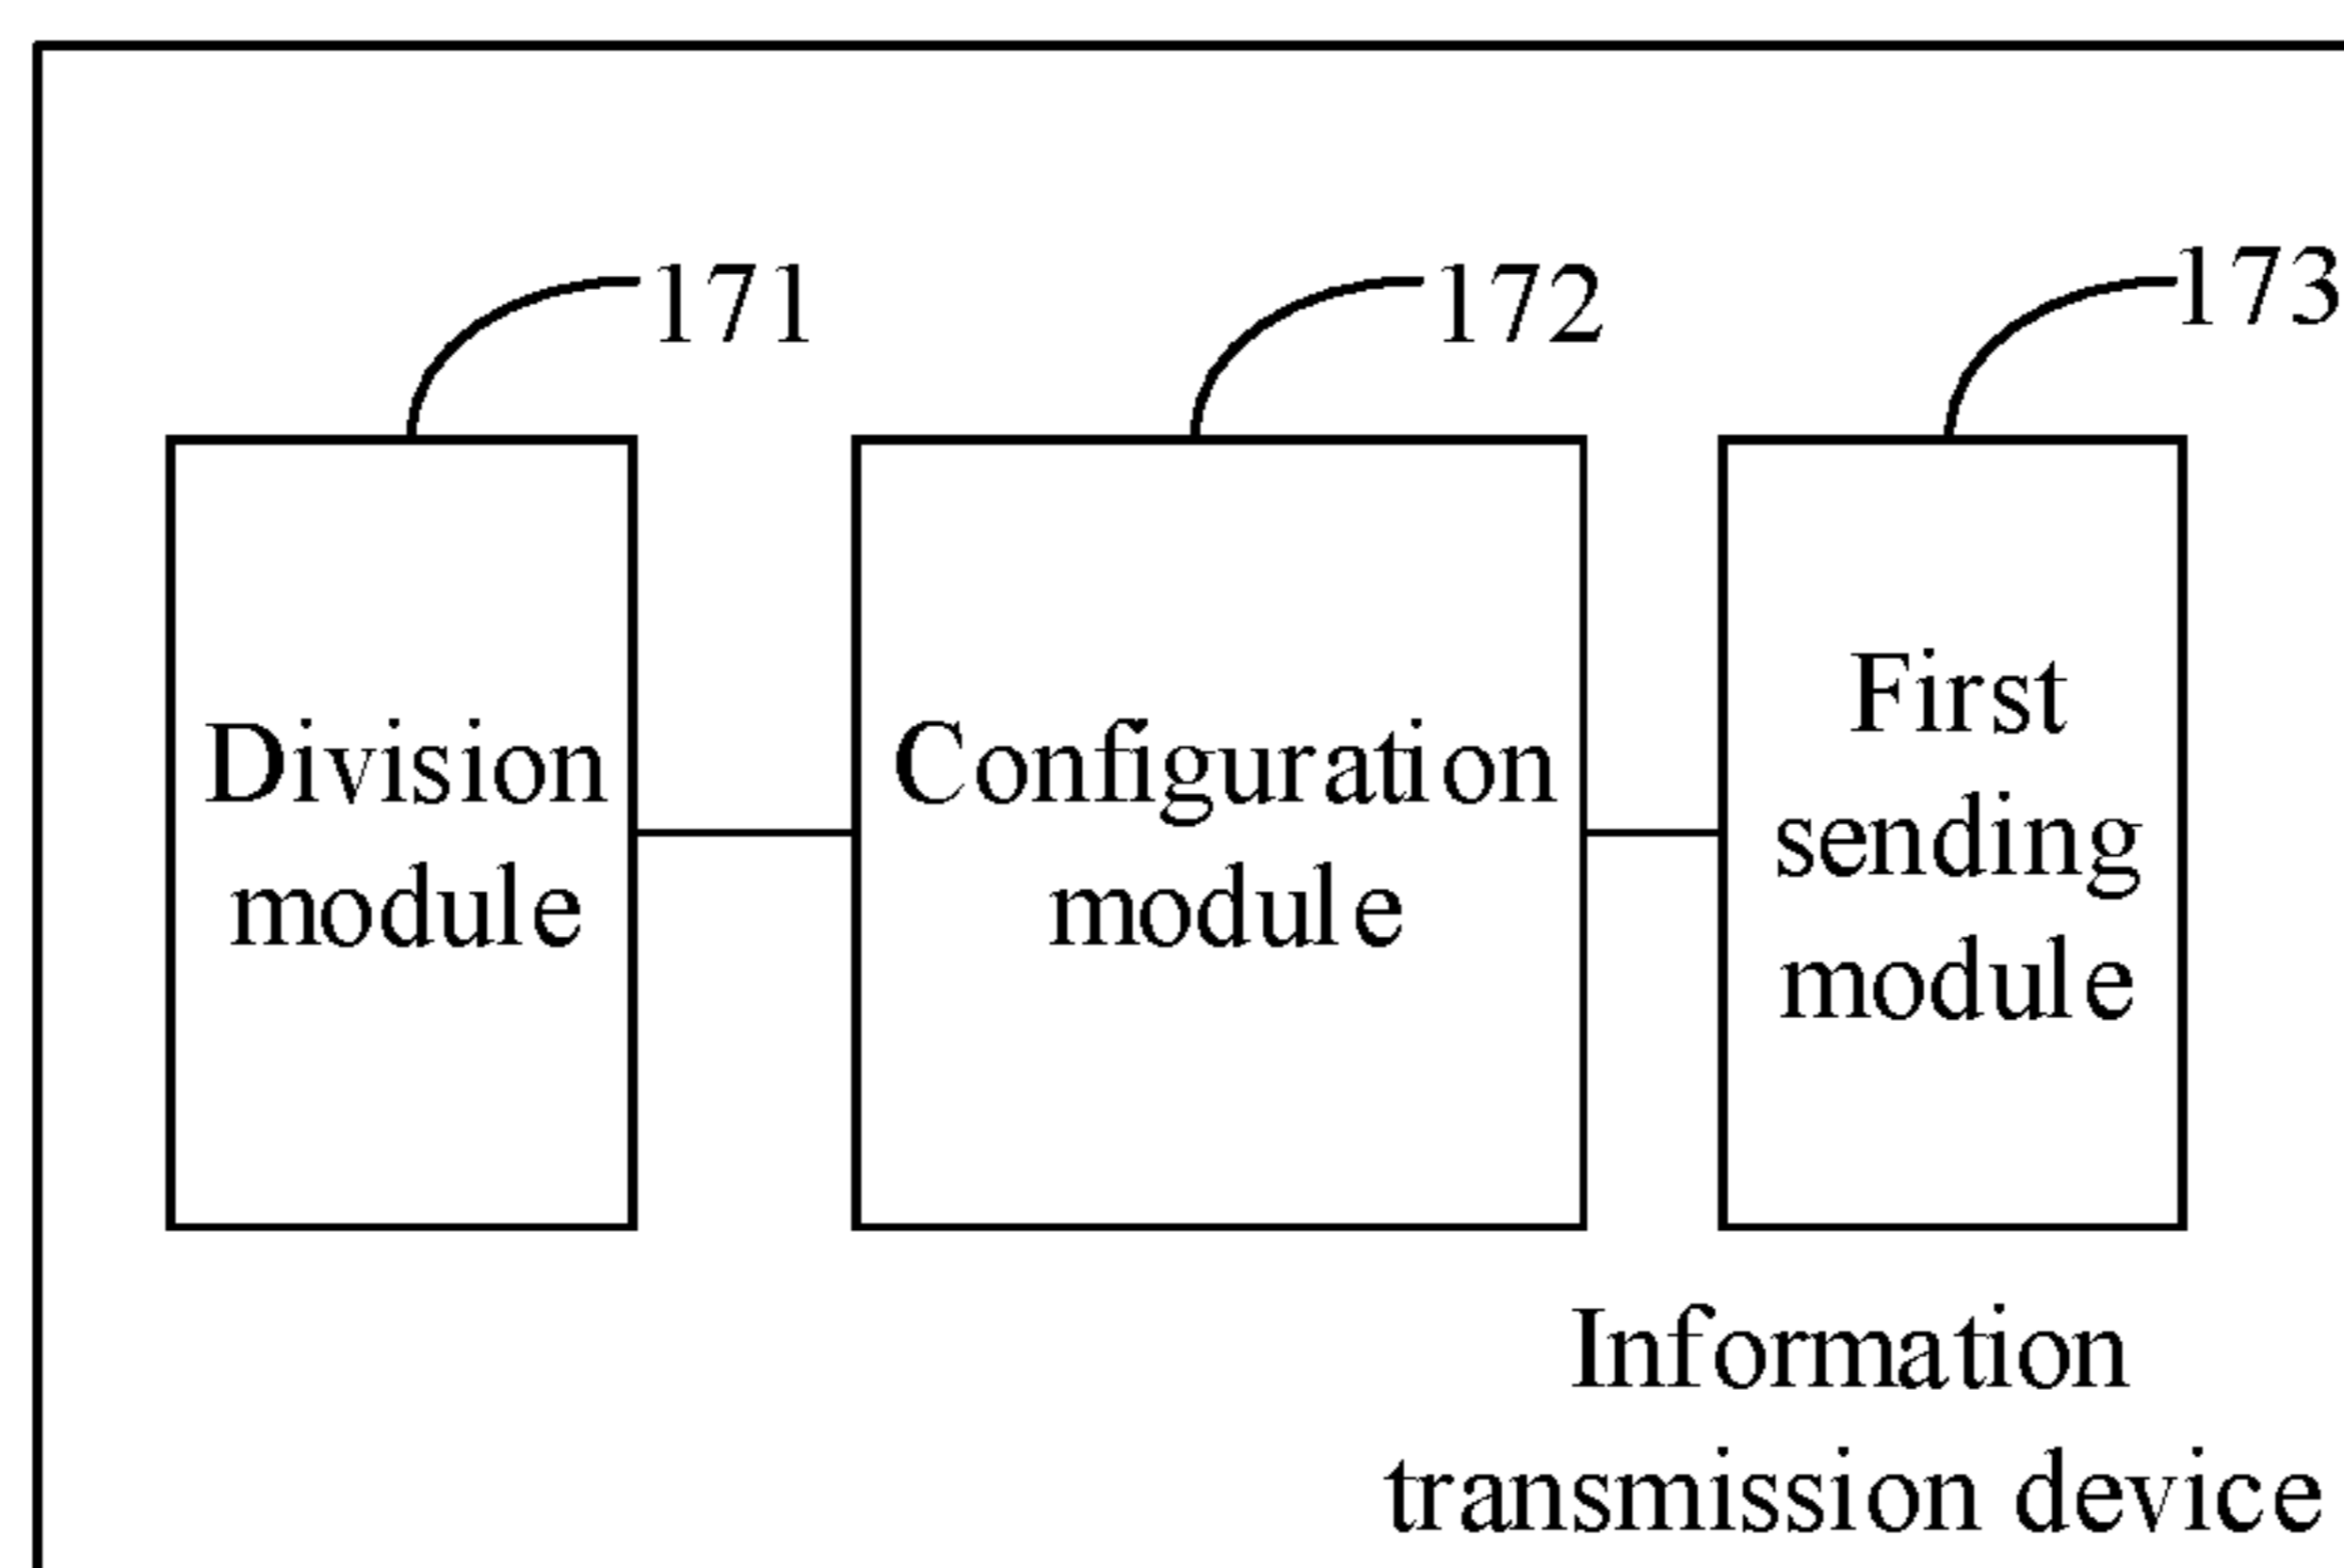 171
172
173
Division
module
Configuration
module
First
sending
module
Information
transmission device